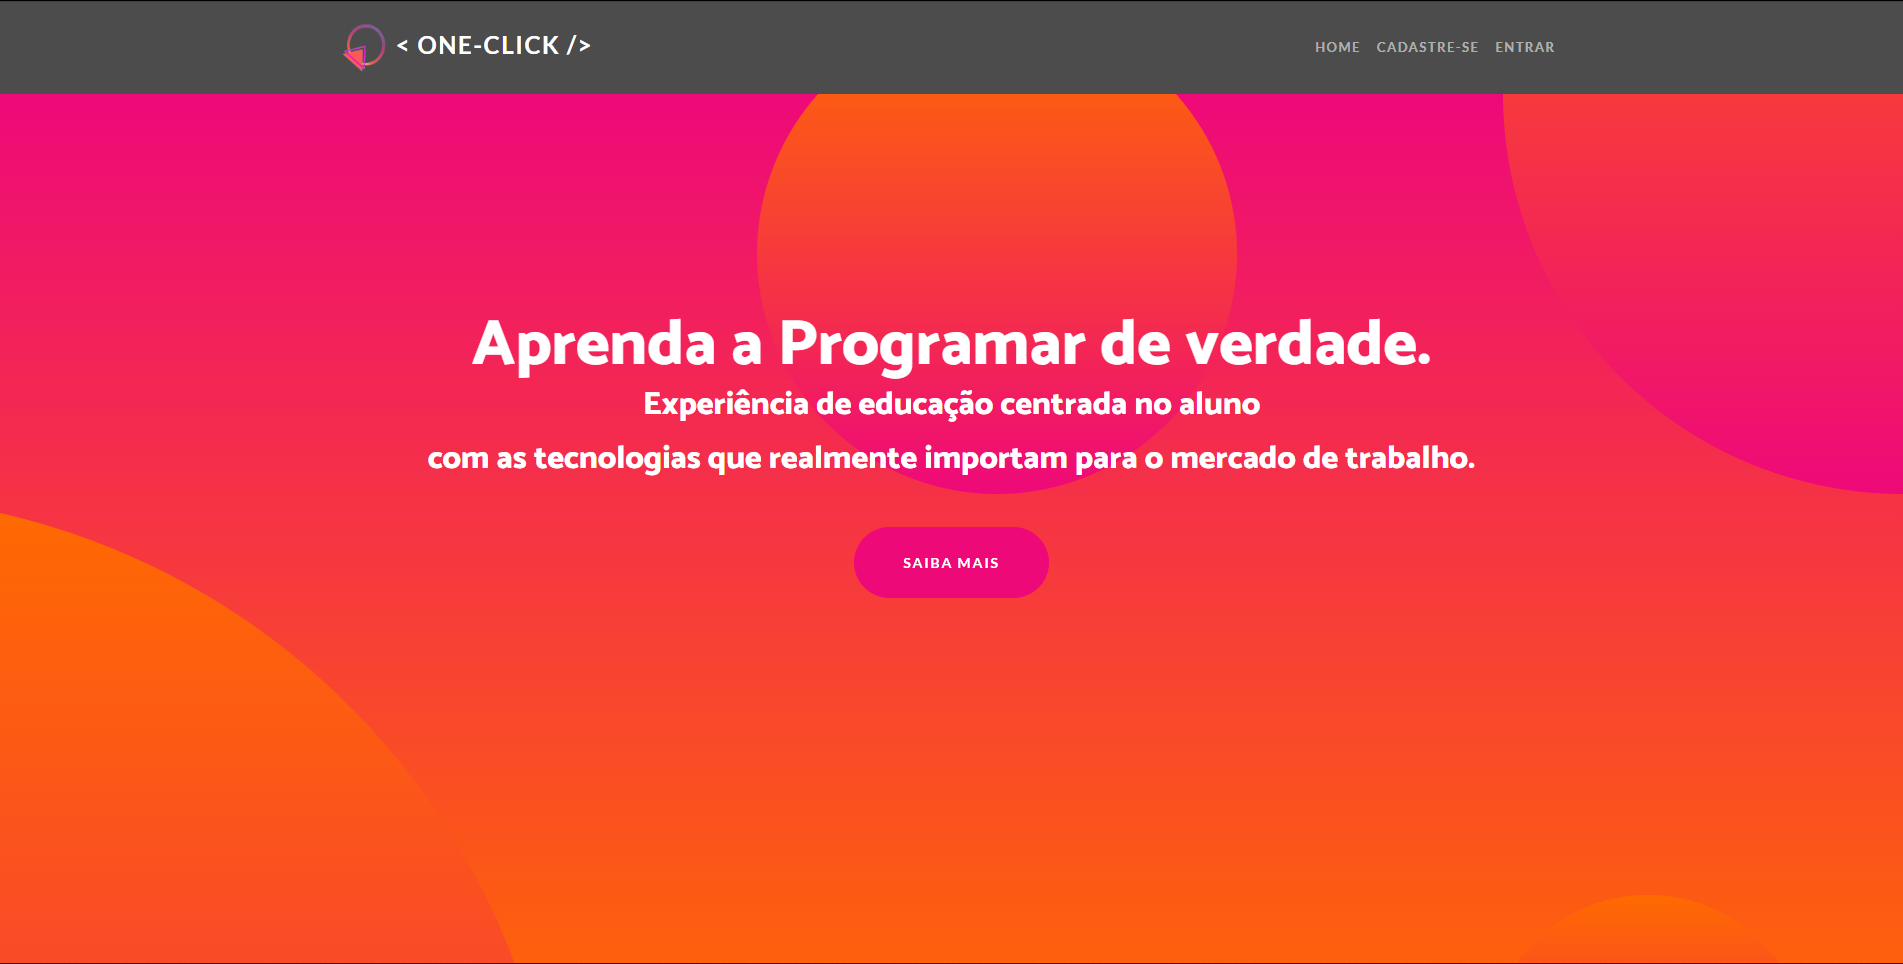 < ONE-CLICK />
HOME CADASTRE-SE ENTRAR
Aprenda a Programar de verdade.
Experiência de educação centrada no aluno
com as tecnologias que realmente importam para o mercado de trabalho.
SAIBA MAIS